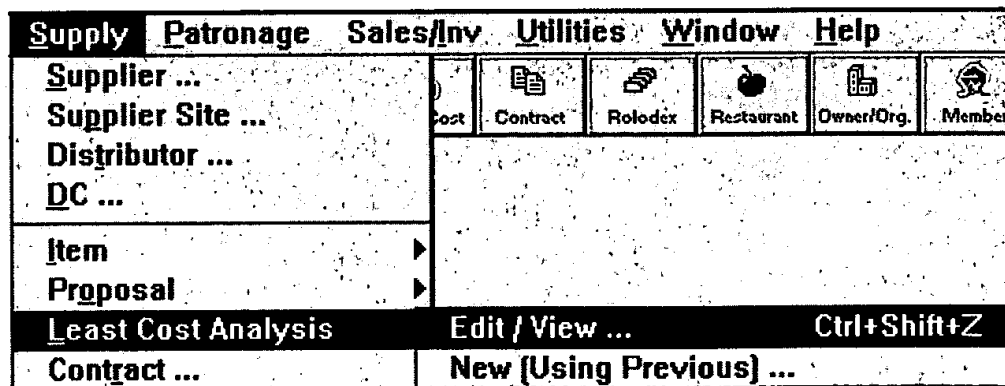 Supply Patronage Sales/Inv Utilities Window Help
Supplier ...
Supplier Site ...
Distributor ...
DC ...
Item
Proposal
Least Cost Analysis
Contract ...
Cost Contract Rolodex Restaurant Owner/Org. Member
Edit / View ... Ctrl+Shift+Z
New (Using Previous) ...